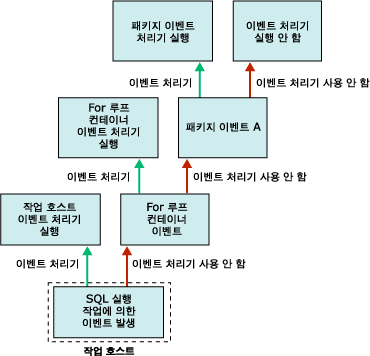 패키지 이벤트
처리기 실행
이벤트 처리기
실행 안 함
이벤트 처리기
이벤트 처리기 사용 안 함
For 루프
컨테이너
이벤트 처리기
실행
패키지 이벤트 A
이벤트 처리기
이벤트 처리기 사용 안 함
작업 호스트
이벤트 처리기
실행
For 루프
컨테이너
이벤트
이벤트 처리기
이벤트 처리기 사용 안 함
SQL 실행
작업에 의한
이벤트 발생
작업 호스트